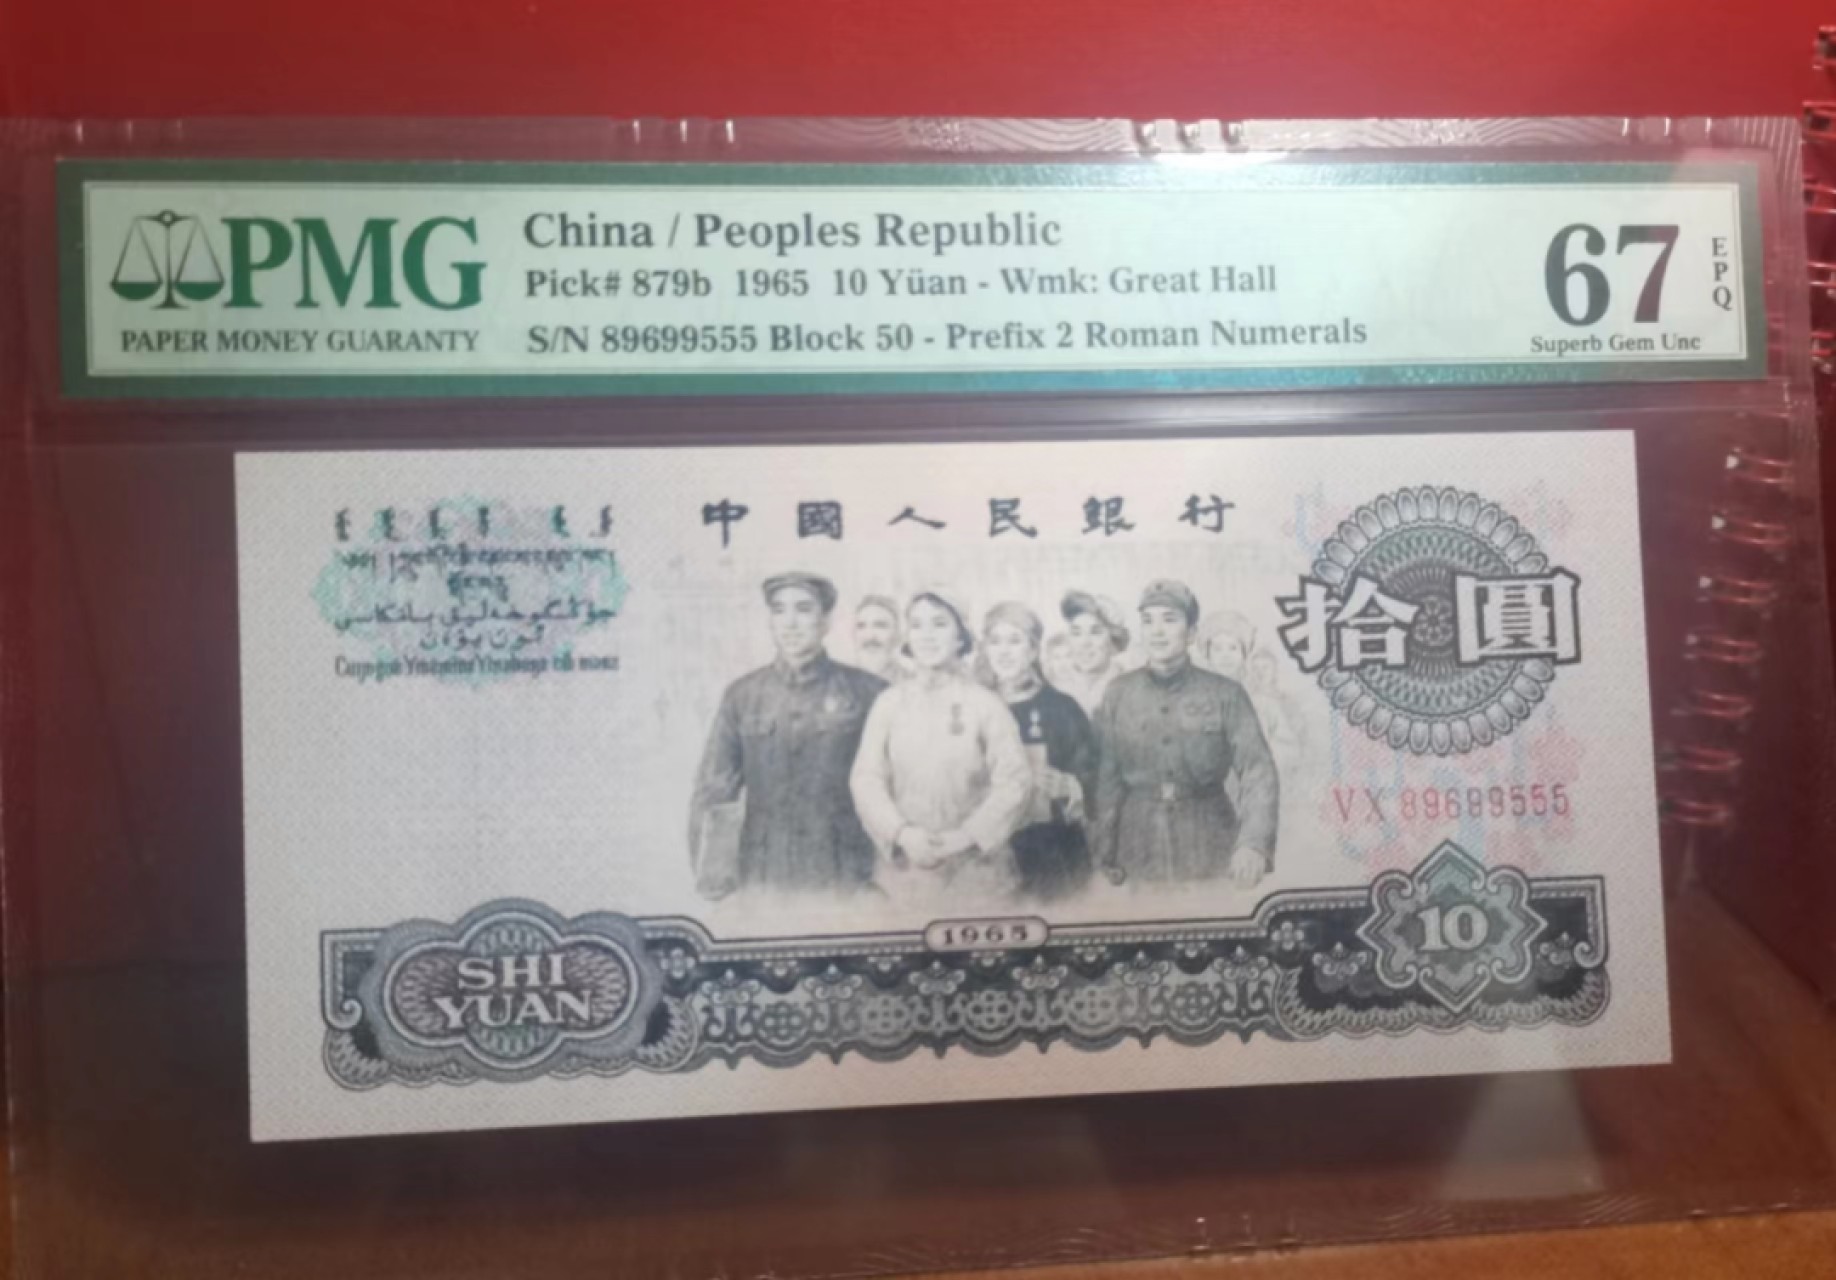 PMG
PAPER MONEY GUARANTY
China / Peoples Republic
Pick# 879b 1965 10 Yüan - Wmk: Great Hall
S/N 89699555 Block 50 - Prefix 2 Roman Numerals
67
EPQ
Superb Gem Unc
中國人民銀行
拾圓
VX 89699555
1965
SHI
YUAN
10